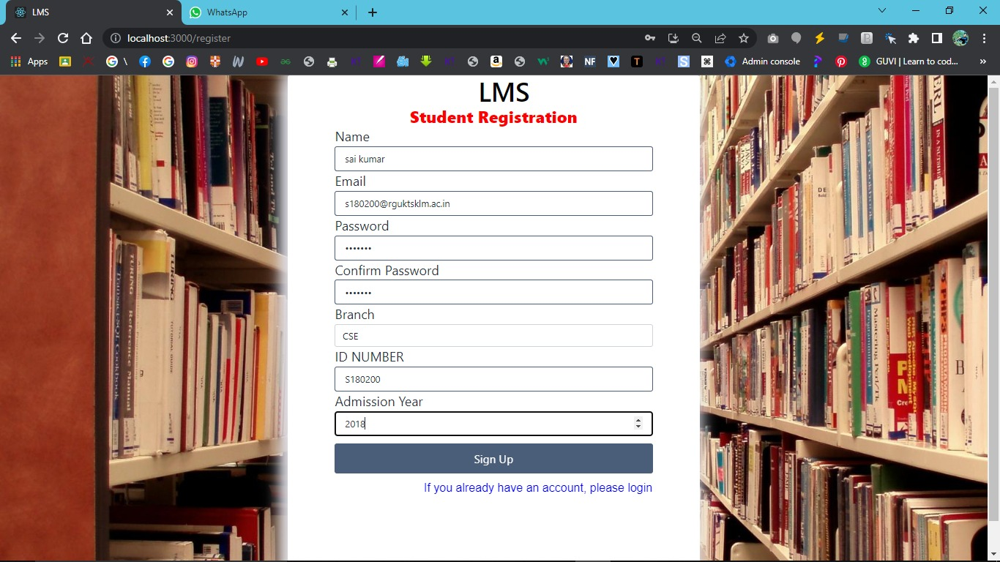 LMS
WhatsApp
localhost:3000/register
Apps
\
NF
T
S
Admin console
GUVI | Learn to cod...
»
LMS
Student Registration
Name
sai kumar
Email
s180200@rguktsklm.ac.in
Password
•••••••
Confirm Password
•••••••
Branch
CSE
ID NUMBER
S180200
Admission Year
2018
Sign Up
If you already have an account, please login